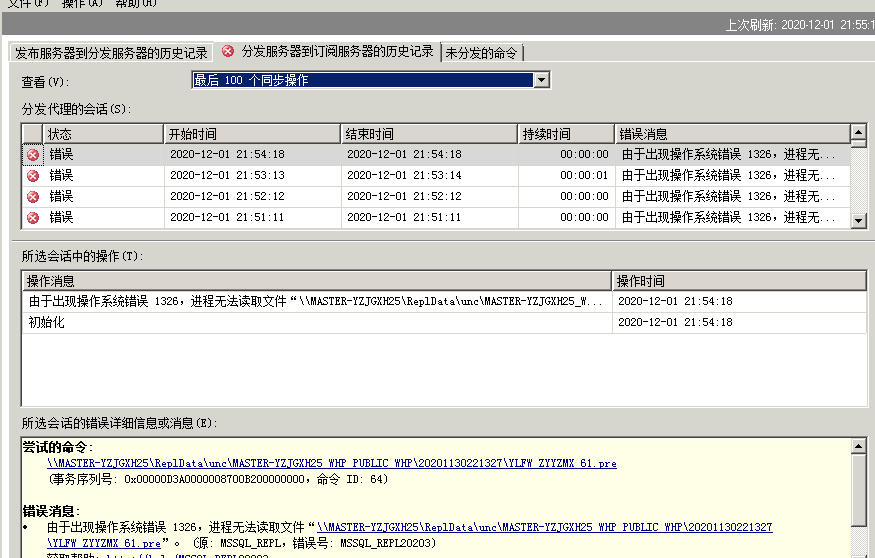 文件(F) 操作(A) 帮助(H)
上次刷新: 2020-12-01 21:55:1
发布服务器到分发服务器的历史记录 分发服务器到订阅服务器的历史记录 未分发的命令
查看(V): 最后 100 个同步操作
分发代理的会话(S):
状态 开始时间 结束时间 持续时间 错误消息
错误 2020-12-01 21:54:18 2020-12-01 21:54:18 00:00:00 由于出现操作系统错误 1326，进程无...
错误 2020-12-01 21:53:13 2020-12-01 21:53:14 00:00:01 由于出现操作系统错误 1326，进程无...
错误 2020-12-01 21:52:12 2020-12-01 21:52:12 00:00:00 由于出现操作系统错误 1326，进程无...
错误 2020-12-01 21:51:11 2020-12-01 21:51:11 00:00:00 由于出现操作系统错误 1326，进程无...
所选会话中的操作(T):
操作消息 操作时间
由于出现操作系统错误 1326，进程无法读取文件“\\MASTER-YZJGXH25\ReplData\unc\MASTER-YZJGXH25_W... 2020-12-01 21:54:18
初始化 2020-12-01 21:54:18
所选会话的错误详细信息或消息(E):
尝试的命令:
\\MASTER-YZJGXH25\ReplData\unc\MASTER-YZJGXH25_WHP_PUBLIC_WHP\20201130221327\YLFW_ZYYZMX_61.pre
(事务序列号: 0x00000D3A0000008700B200000000，命令 ID: 64)
错误消息:
• 由于出现操作系统错误 1326，进程无法读取文件“\\MASTER-YZJGXH25\ReplData\unc\MASTER-YZJGXH25_WHP_PUBLIC_WHP\20201130221327
\YLFW_ZYYZMX_61.pre”。 (源: MSSQL_REPL，错误号: MSSQL_REPL20203)